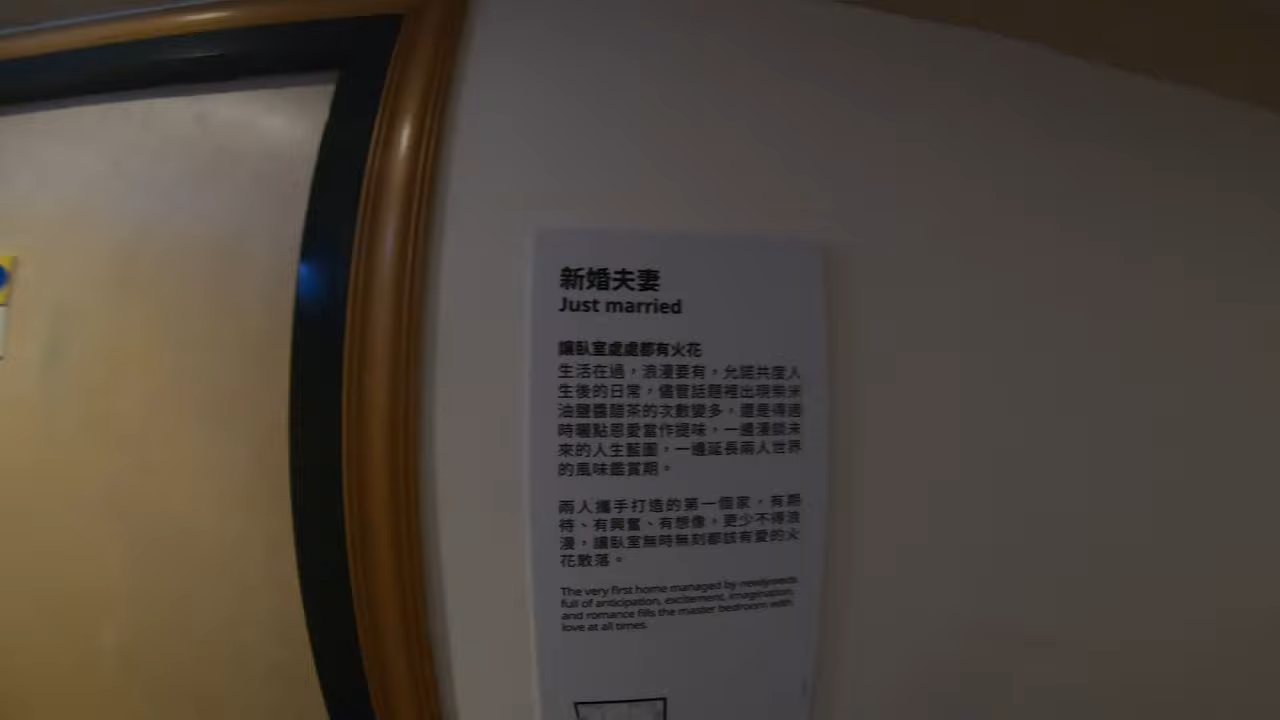 新婚夫妻
Just married
讓臥室處處都有火花
生活在過，浪漫要有，允諾共度人
生後的日常，儘管話題裡出現柴米
油鹽醬醋茶的次數變多，還是得適
時曬點恩愛當作提味，一邊漫談未
來的人生藍圖，一邊延長兩人世界
的風味鑑賞期。
兩人攜手打造的第一個家，有期
待、有興奮、有想像，更少不得浪
漫，讓臥室無時無刻都該有愛的火
花散落。
The very first home managed by newlyweds
full of anticipation, excitement, imagination,
and romance fills the master bedroom with
love at all times.